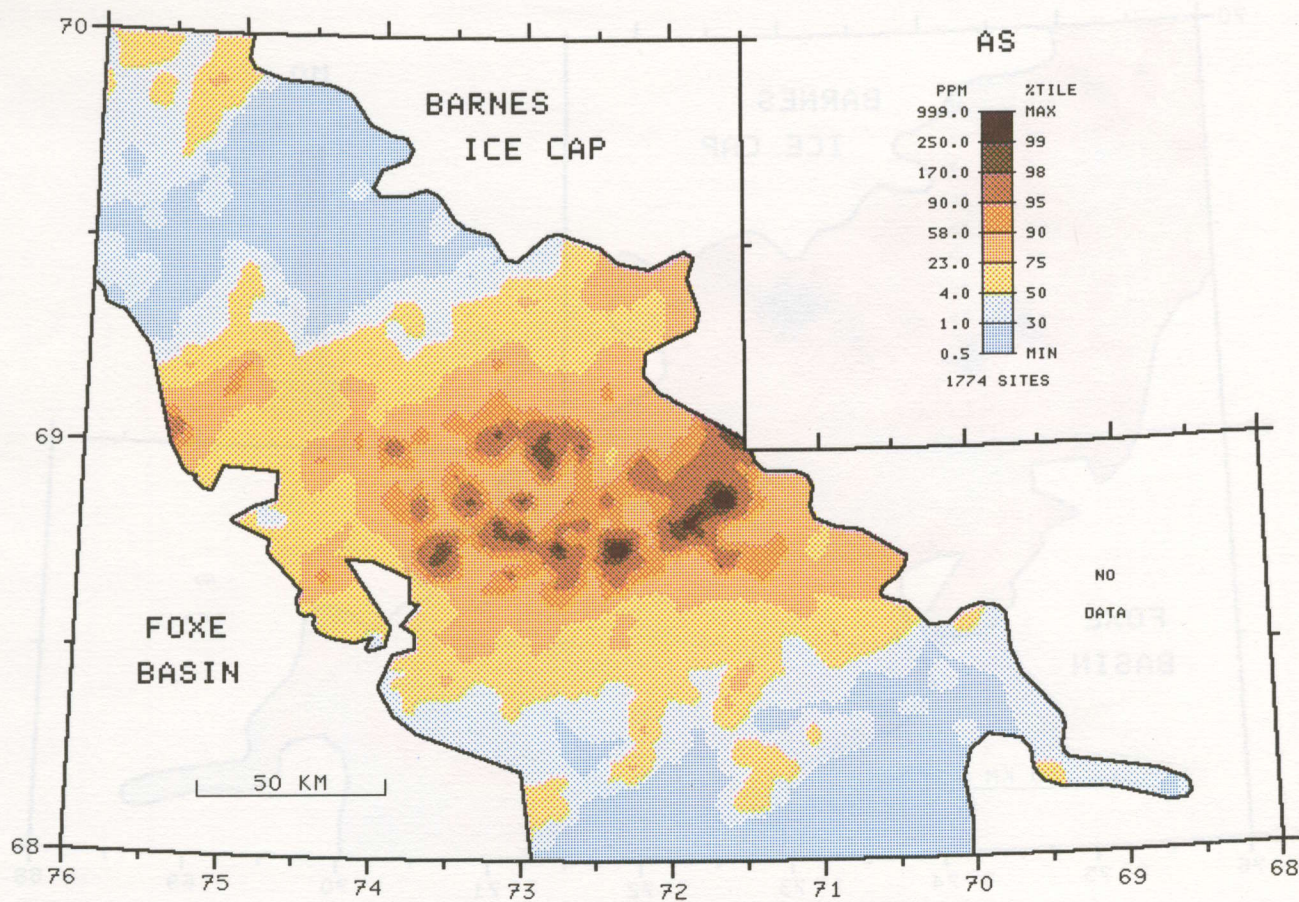 70
AS
BARNES
ICE CAP
PPM %TILE
999.0 MAX
250.0 99
170.0 98
90.0 95
58.0 90
23.0 75
4.0 50
1.0 30
0.5 MIN
1774 SITES
69
NO
DATA
FOXE
BASIN
50 KM
68
76 75 74 73 72 71 70 69 68